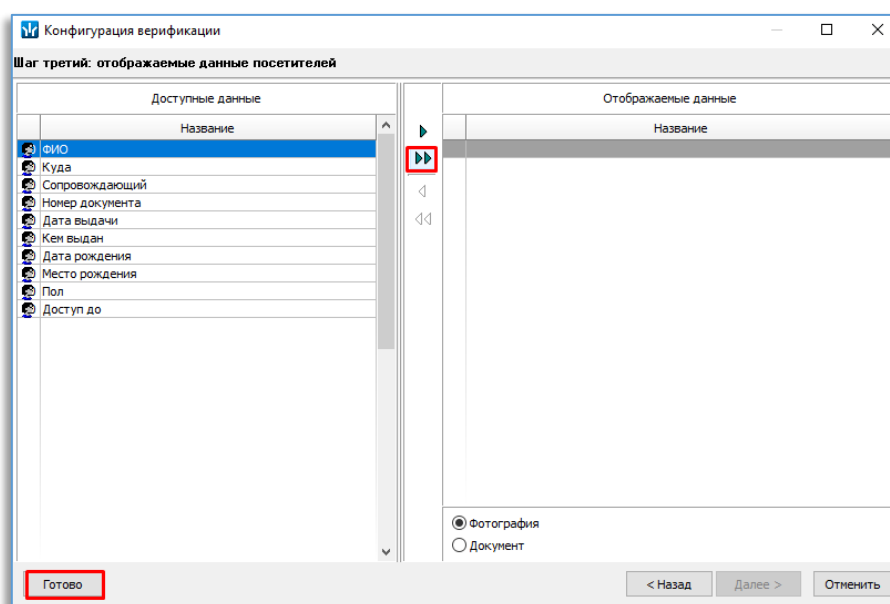 Конфигурация верификации
Шаг третий: отображаемые данные посетителей
Доступные данные
Отображаемые данные
Название
Название
ФИО
Куда
Сопровождающий
Номер документа
Дата выдачи
Кем выдан
Дата рождения
Место рождения
Пол
Доступ до
Фотография
Документ
Готово
< Назад
Далее >
Отменить